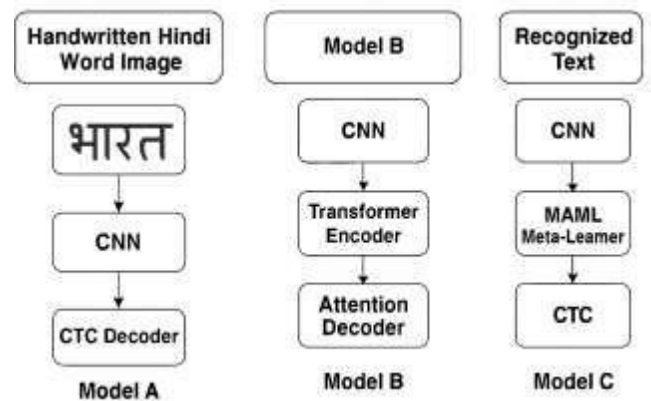 Handwritten Hindi
Word Image
भारत
CNN
CTC Decoder
Model A
Model B
CNN
Transformer
Encoder
Attention
Decoder
Model B
Recognized
Text
CNN
MAML
Meta-Learner
CTC
Model C